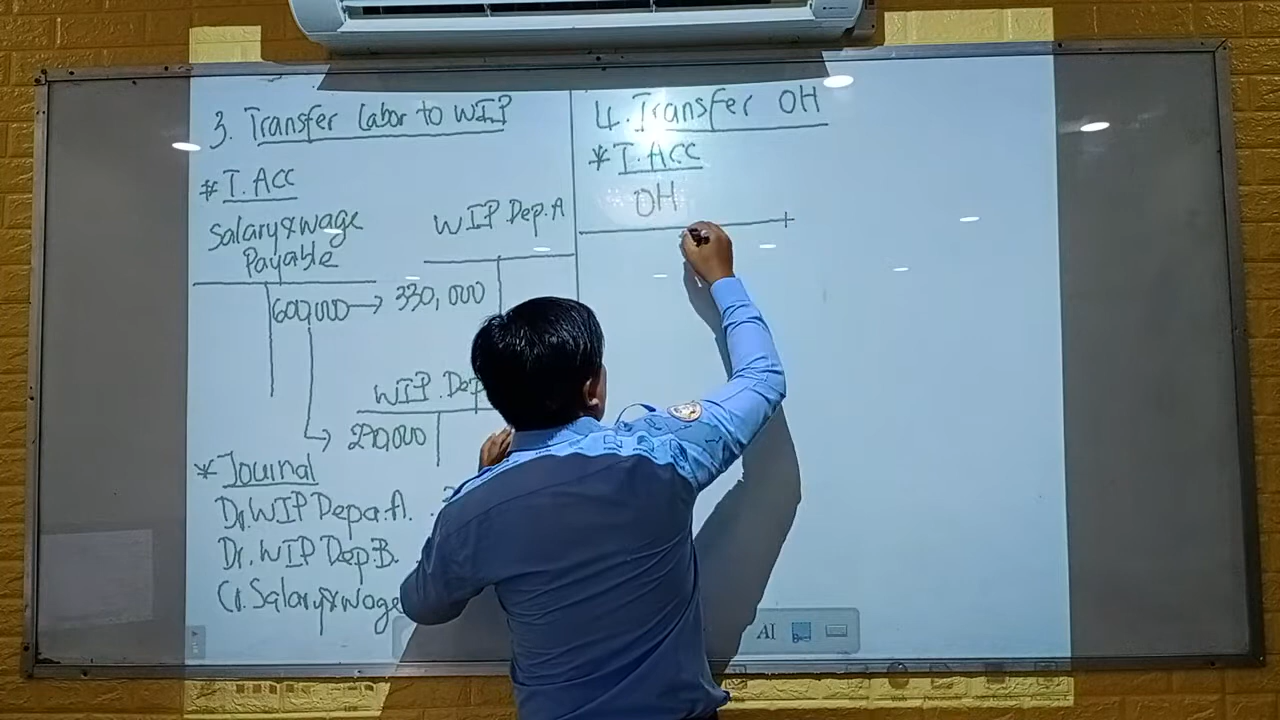 3. Transfer Labor to WIP
* T. Acc
Salary & wage
Payable
WIP Dep. A
600,000 → 330,000
WIP. Dep
270,000
* Journal
Dr. WIP Depa. A.
Dr. WIP Dep. B.
Cr. Salary & wage
4. Transfer OH
* T. Acc
OH
AI